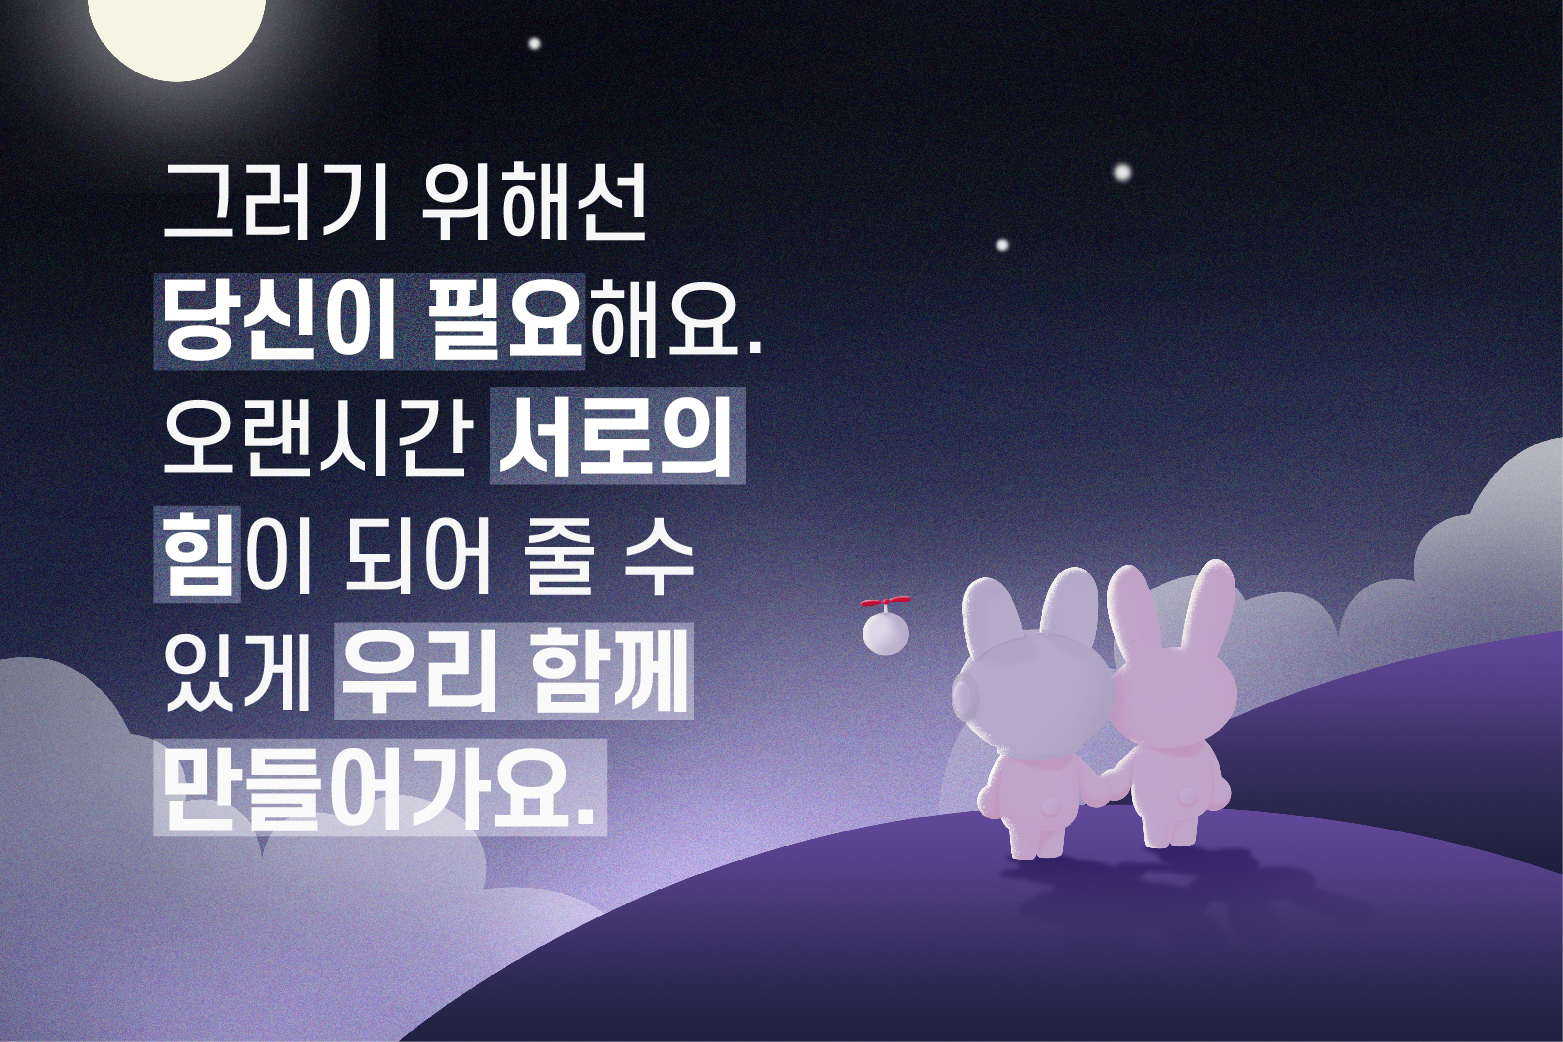 그러기 위해선
당신이 필요해요.
오랜시간 서로의
힘이 되어 줄 수
있게 우리 함께
만들어가요.